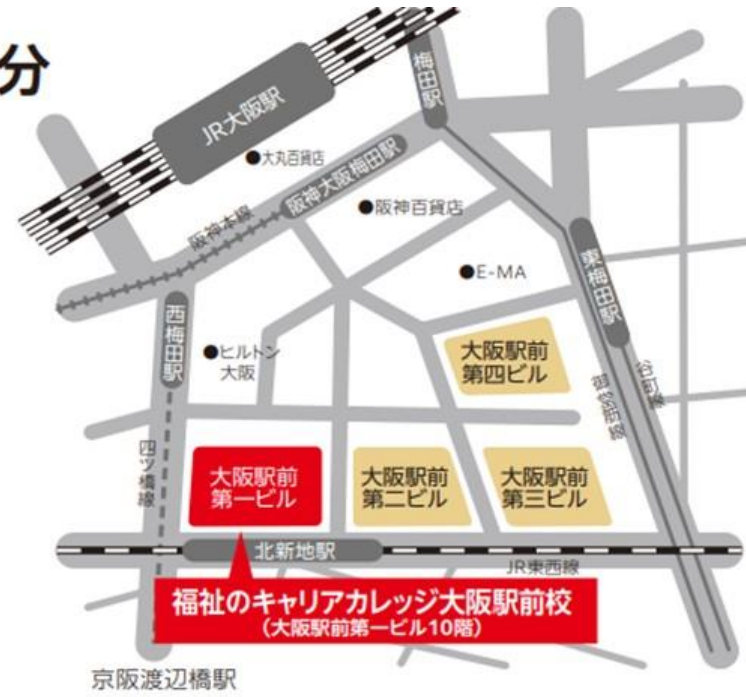 分
JR大阪駅
梅田駅
大丸百貨店
阪神大阪梅田駅
阪神百貨店
阪神本線
E-MA
東梅田駅
西梅田駅
ヒルトン
大阪
大阪駅前
第四ビル
御堂筋線
谷町線
四ツ橋線
大阪駅前
第一ビル
大阪駅前
第二ビル
大阪駅前
第三ビル
北新地駅
JR東西線
福祉のキャリアカレッジ大阪駅前校
(大阪駅前第一ビル10階)
京阪渡辺橋駅